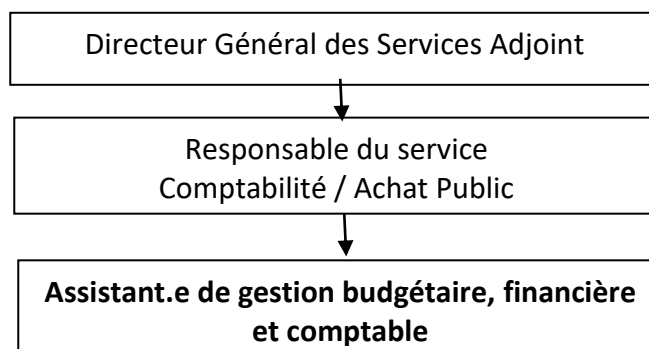 Directeur Général des Services Adjoint
Responsable du service
Comptabilité / Achat Public
Assistant.e de gestion budgétaire, financière
et comptable